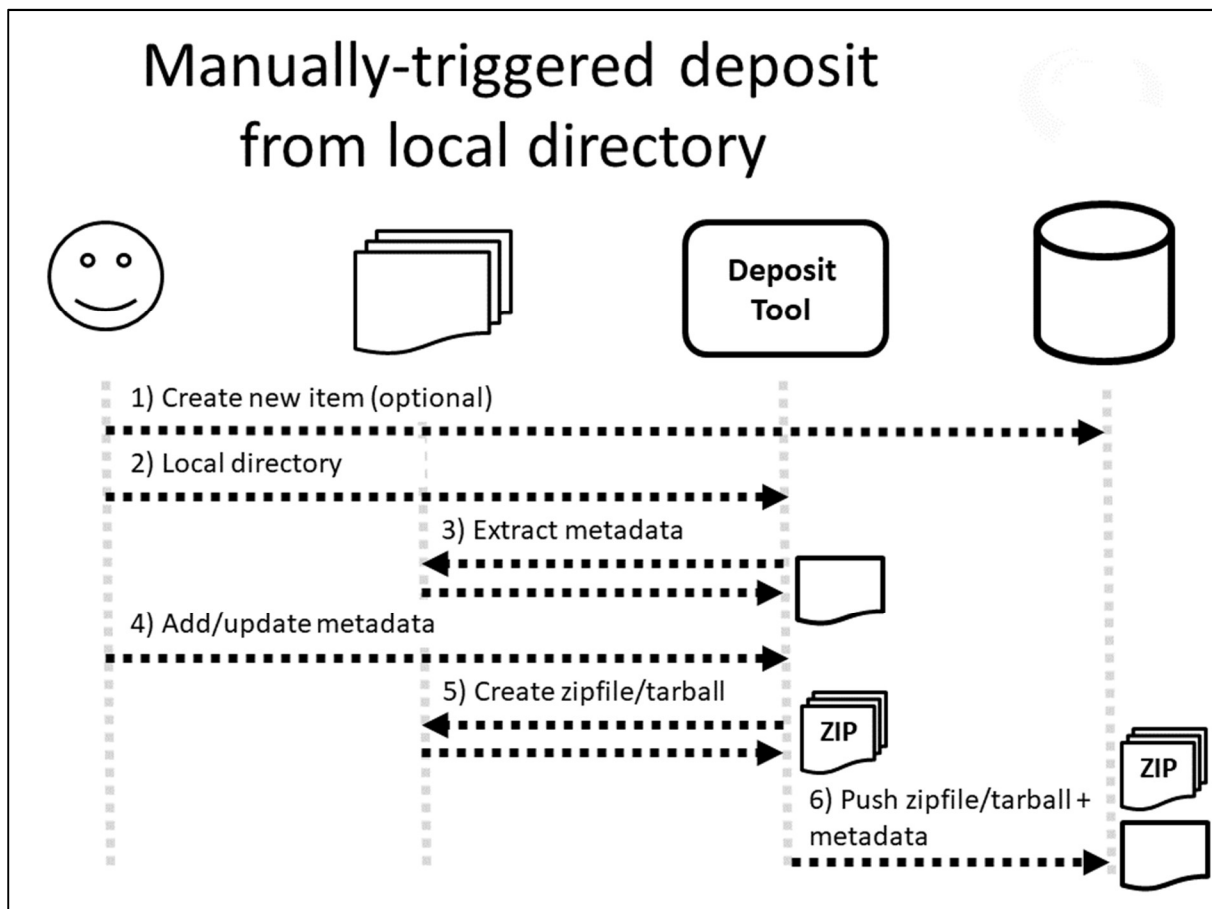 Manually-triggered deposit
from local directory
Deposit
Tool
1) Create new item (optional)
2) Local directory
3) Extract metadata
4) Add/update metadata
5) Create zipfile/tarball
ZIP
ZIP
6) Push zipfile/tarball +
metadata